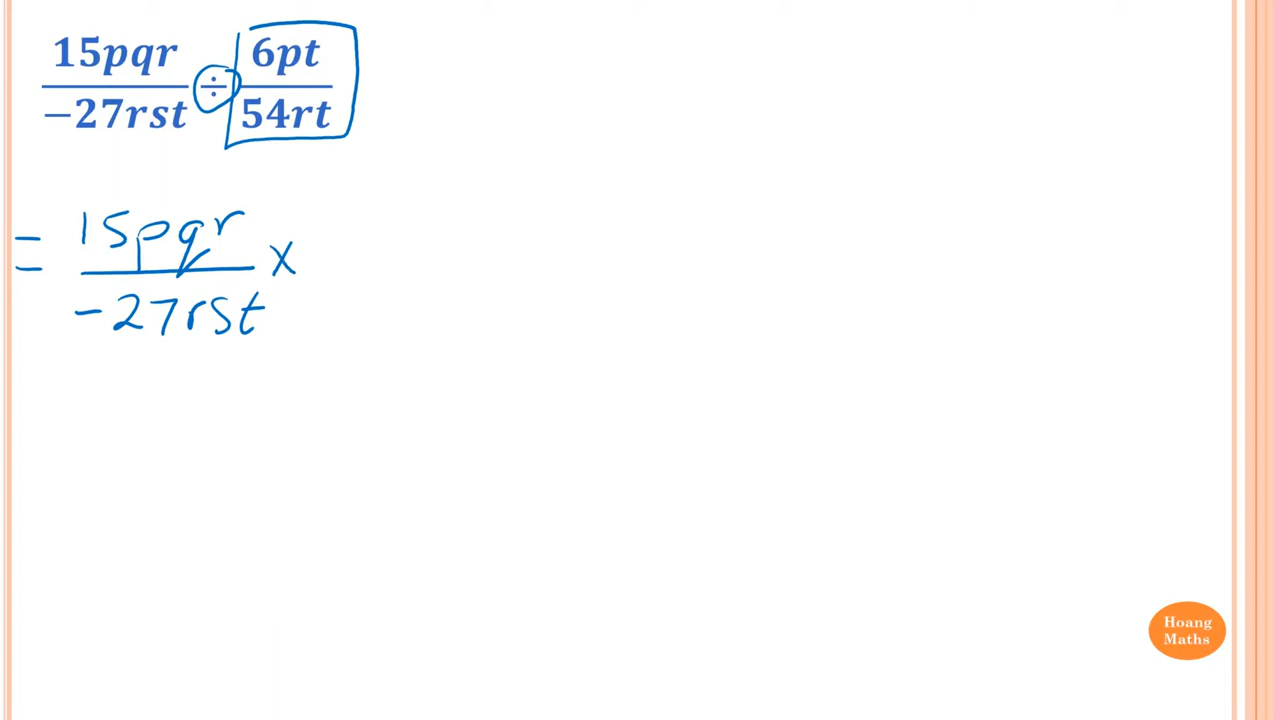 15pqr ÷ 6pt
−27rst 54rt
= 15pqr ×
-27rst
Hoang
Maths